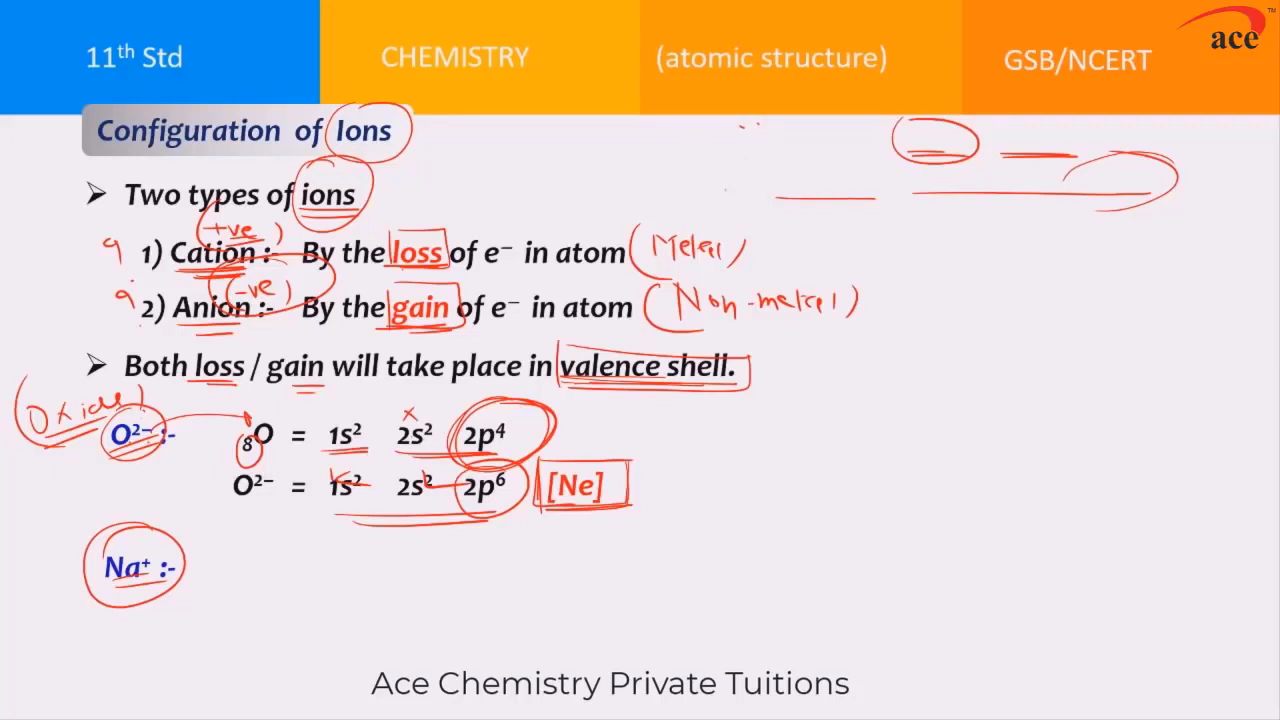 11ᵗʰ Std CHEMISTRY (atomic structure) GSB/NCERT
ace™
Configuration of Ions
➢ Two types of ions
(+ve)
1) Cation :- By the loss of e⁻ in atom (Metal)
(-ve)
2) Anion :- By the gain of e⁻ in atom (Non-metal)
➢ Both loss / gain will take place in valence shell.
(Oxide)
O²⁻ :- ₈O = 1s² 2s² 2p⁴
O²⁻ = 1s² 2s² 2p⁶ [Ne]
Na⁺ :-
Ace Chemistry Private Tuitions